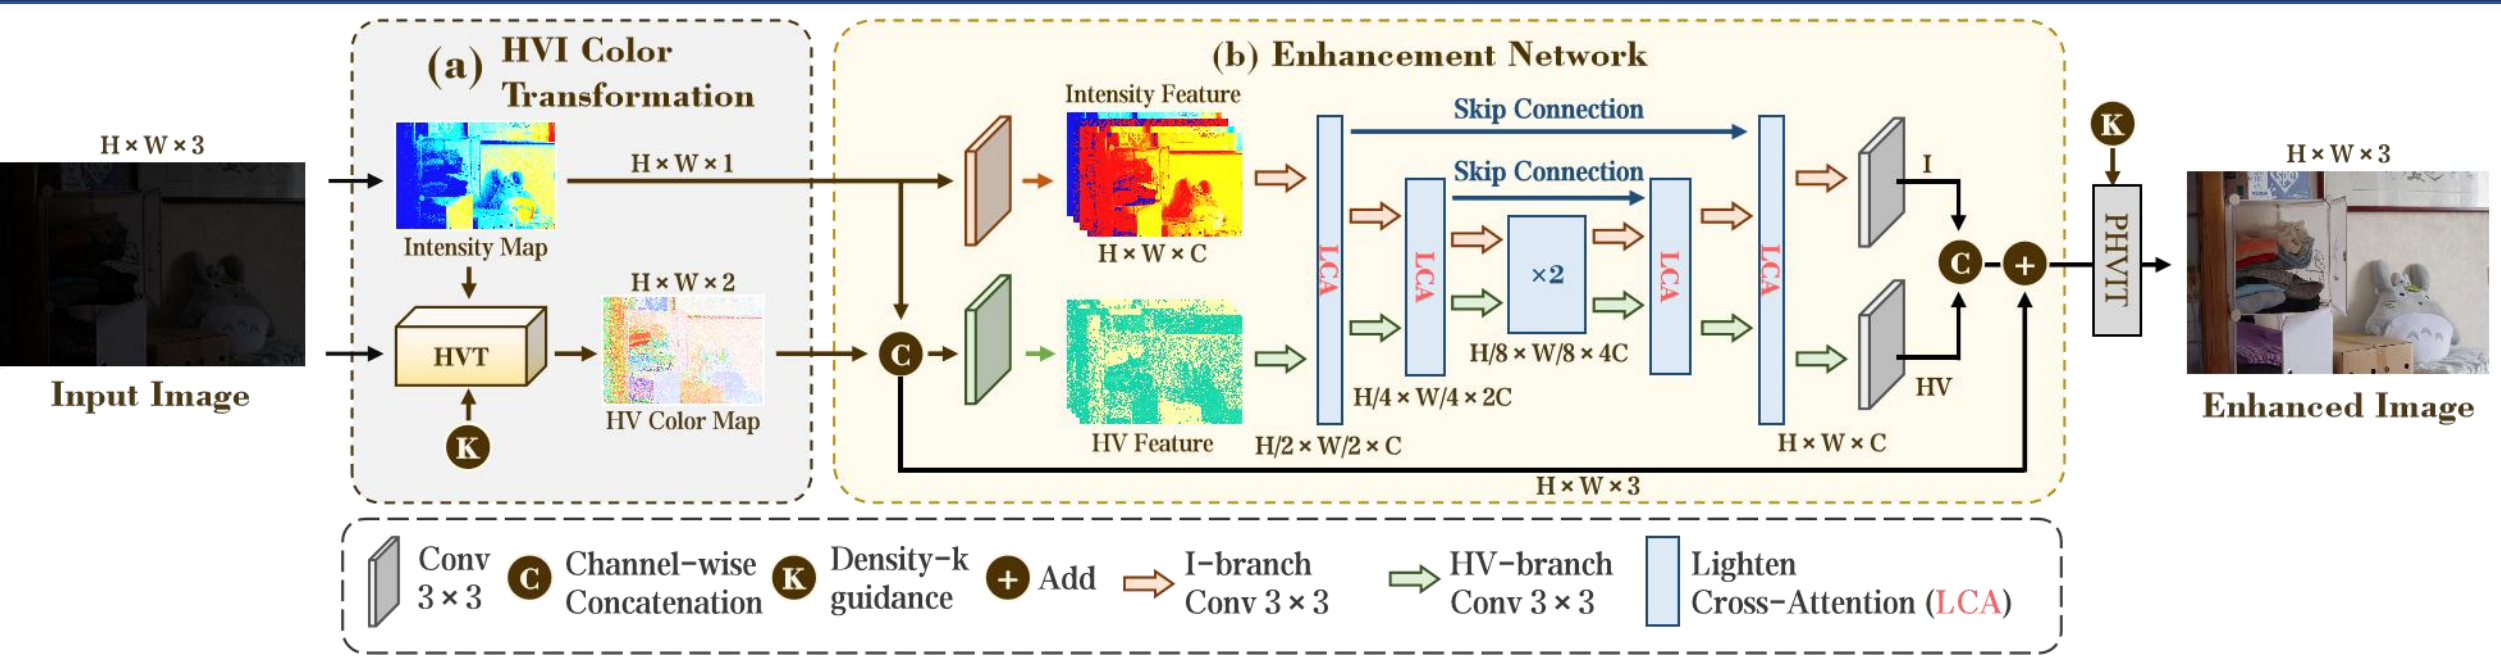 (a) HVI Color
Transformation
(b) Enhancement Network
H × W × 3
Input Image
Intensity Map
H × W × 1
HVT
K
H × W × 2
HV Color Map
C
Intensity Feature
H × W × C
HV Feature
H/2 × W/2 × C
LCA
Skip Connection
Skip Connection
LCA
H/4 × W/4 × 2C
×2
H/8 × W/8 × 4C
LCA
LCA
H × W × C
I
HV
C
+
H × W × 3
K
PHVIT
H × W × 3
Enhanced Image
Conv
3 × 3
C
Channel-wise
Concatenation
K
Density-k
guidance
+
Add
I-branch
Conv 3 × 3
HV-branch
Conv 3 × 3
Lighten
Cross-Attention (LCA)